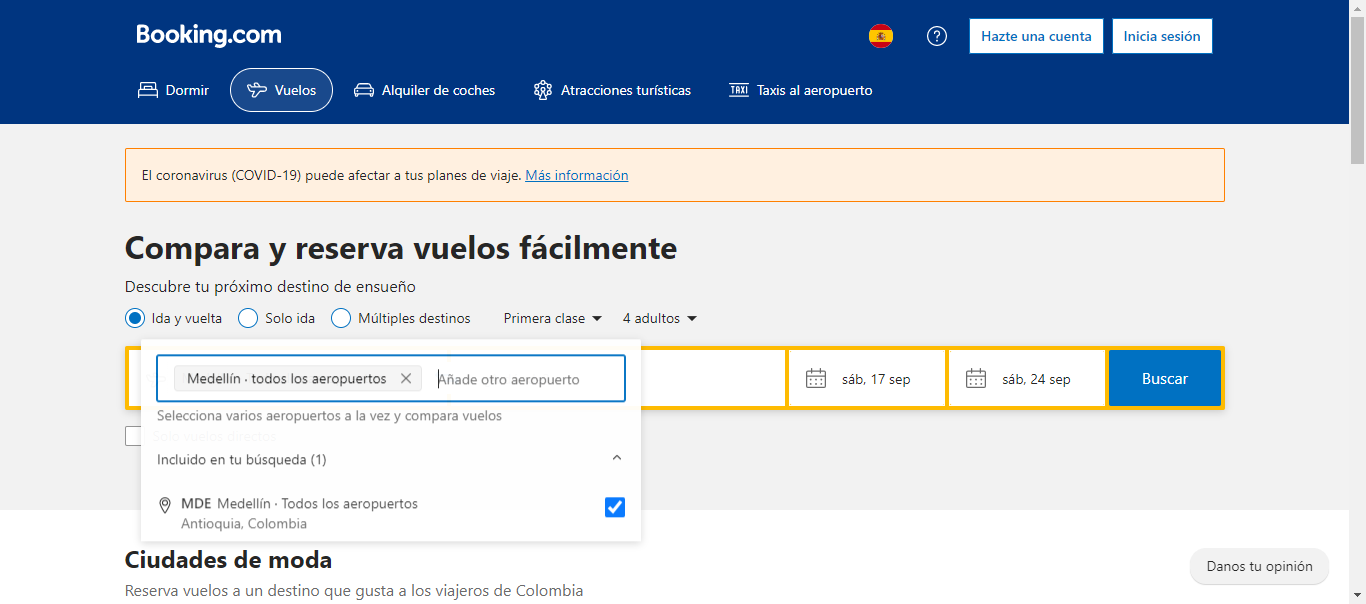 Booking.com
Hazte una cuenta
Inicia sesión
Dormir
Vuelos
Alquiler de coches
Atracciones turísticas
TAXI Taxis al aeropuerto
El coronavirus (COVID-19) puede afectar a tus planes de viaje. Más información
Compara y reserva vuelos fácilmente
Descubre tu próximo destino de ensueño
Ida y vuelta
Solo ida
Múltiples destinos
Primera clase
4 adultos
Medellín · todos los aeropuertos
Añade otro aeropuerto
sáb, 17 sep
sáb, 24 sep
Buscar
Selecciona varios aeropuertos a la vez y compara vuelos
Solo vuelos directos
Incluido en tu búsqueda (1)
MDE Medellín · Todos los aeropuertos
Antioquia, Colombia
Ciudades de moda
Reserva vuelos a un destino que gusta a los viajeros de Colombia
Danos tu opinión